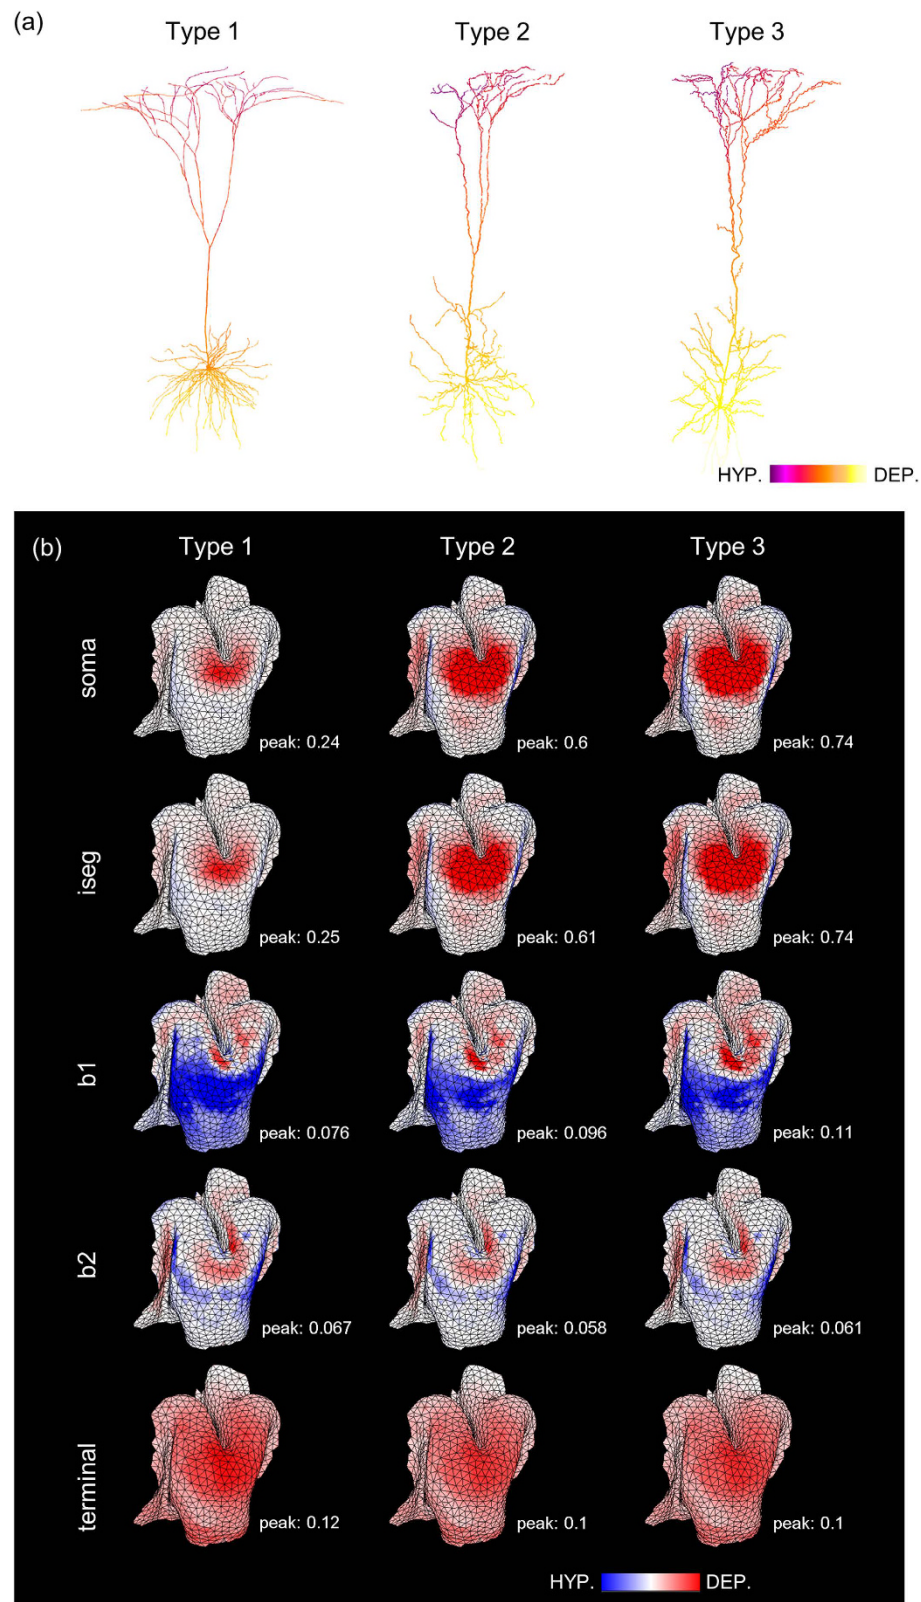 (a)
Type 1 Type 2 Type 3
HYP. DEP.
(b)
Type 1 Type 2 Type 3
soma
peak: 0.24 peak: 0.6 peak: 0.74
iseg
peak: 0.25 peak: 0.61 peak: 0.74
b1
peak: 0.076 peak: 0.096 peak: 0.11
b2
peak: 0.067 peak: 0.058 peak: 0.061
terminal
peak: 0.12 peak: 0.1 peak: 0.1
HYP. DEP.